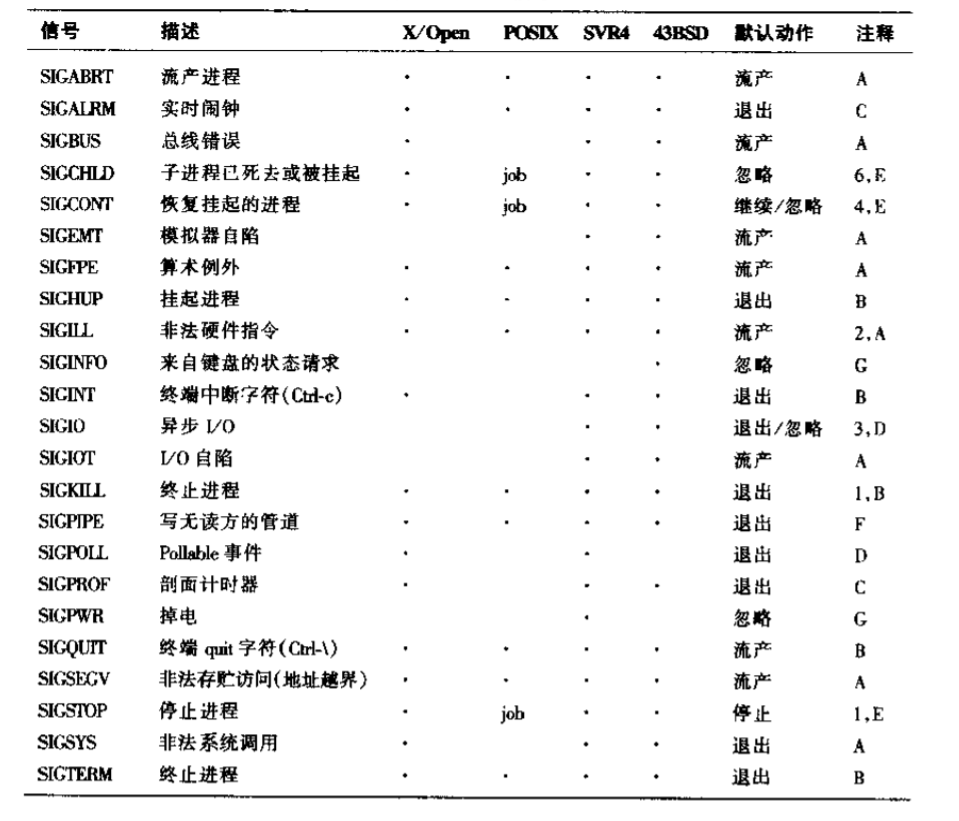 信号 描述 X/Open POSIX SVR4 43BSD 默认动作 注释
SIGABRT 流产进程 · · · · 流产 A
SIGALRM 实时闹钟 · · · · 退出 C
SIGBUS 总线错误 · · · 流产 A
SIGCHLD 子进程已死去或被挂起 · job · · 忽略 6,E
SIGCONT 恢复挂起的进程 · job · · 继续/忽略 4,E
SIGEMT 模拟器自陷 · · 流产 A
SIGFPE 算术例外 · · · · 流产 A
SIGHUP 挂起进程 · · · · 退出 B
SIGILL 非法硬件指令 · · · · 流产 2,A
SIGINFO 来自键盘的状态请求 · 忽略 G
SIGINT 终端中断字符(Ctrl-c) · · · 退出 B
SIGIO 异步 I/O · · 退出/忽略 3,D
SIGIOT I/O 自陷 · · 流产 A
SIGKILL 终止进程 · · · · 退出 1,B
SIGPIPE 写无读方的管道 · · · · 退出 F
SIGPOLL Pollable 事件 · · 退出 D
SIGPROF 剖面计时器 · · · 退出 C
SIGPWR 掉电 · 忽略 G
SIGQUIT 终端 quit 字符(Ctrl-\) · · · · 流产 B
SIGSEGV 非法存贮访问(地址越界) · · · · 流产 A
SIGSTOP 停止进程 · job · · 停止 1,E
SIGSYS 非法系统调用 · · · 退出 A
SIGTERM 终止进程 · · · · 退出 B